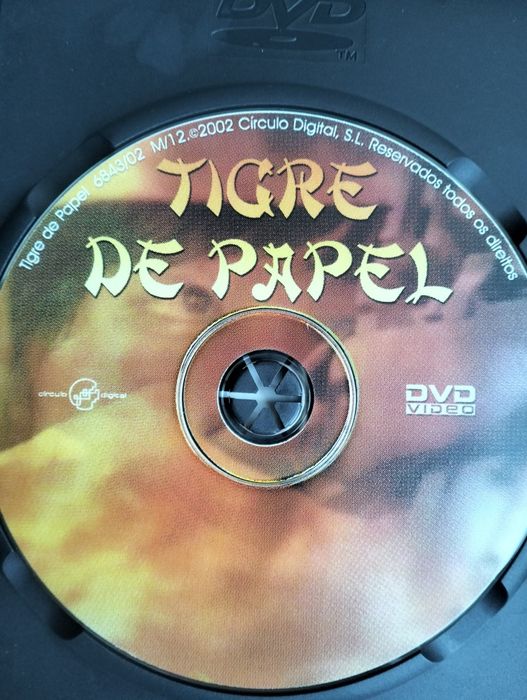 DVD
TM
Tigre de Papel 6843/02 M/12.©2002 Círculo Digital, S.L. Reservados todos os direitos
TIGRE
DE PAPEL
círculo digital
DVD
VIDEO